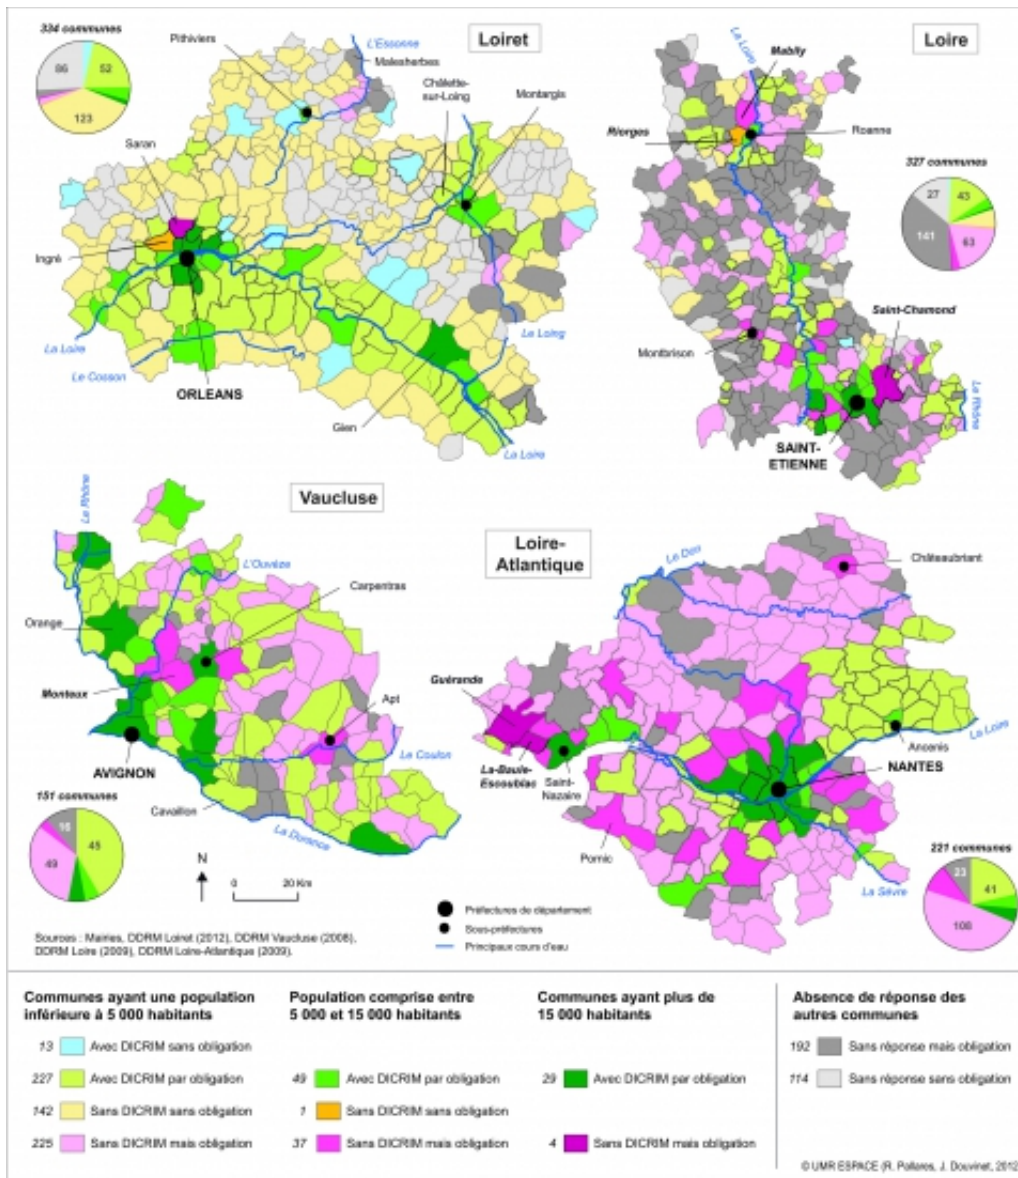 334 communes
86
52
123
Pithiviers
L'Essonne
Malesherbes
Loiret
Châlette-
sur-Loing
Montargis
Saran
Ingré
La Loire
Le Cosson
ORLEANS
Gien
Le Loing
La Loire
Loire
La Loire
Mably
Riorges
Roanne
327 communes
27
43
141
63
Saint-Chamond
Montbrison
Le Rhône
SAINT-
ETIENNE
Vaucluse
Le Rhône
L'Ouvèze
Carpentras
Orange
Monteux
Apt
Le Coulon
AVIGNON
Cavaillon
La Durance
151 communes
16
45
49
N
0 20 Km
Loire-
Atlantique
Le Don
Châteaubriant
Guérande
La-Baule-
Escoublac
Saint-
Nazaire
Ancenis
La Loire
NANTES
Pornic
La Sèvre
221 communes
23
41
108
Préfectures de département
Sous-préfectures
Principaux cours d'eau
Sources : Mairies, DDRM Loiret (2012), DDRM Vaucluse (2008),
DDRM Loire (2009), DDRM Loire-Atlantique (2009).
Communes ayant une population
inférieure à 5 000 habitants
13 Avec DICRIM sans obligation
227 Avec DICRIM par obligation
142 Sans DICRIM sans obligation
225 Sans DICRIM mais obligation
Population comprise entre
5 000 et 15 000 habitants
49 Avec DICRIM par obligation
1 Sans DICRIM sans obligation
37 Sans DICRIM mais obligation
Communes ayant plus de
15 000 habitants
29 Avec DICRIM par obligation
4 Sans DICRIM mais obligation
Absence de réponse des
autres communes
192 Sans réponse mais obligation
114 Sans réponse sans obligation
© UMR ESPACE (R. Pallares, J. Douvinet, 2012